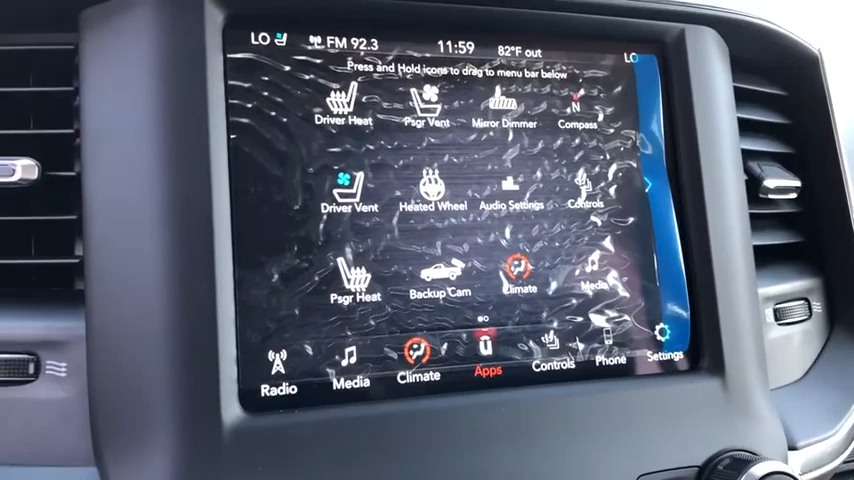 LO FM 92.3 11:59 82°F out LO
Press and Hold icons to drag to menu bar below
Driver Heat Psgr Vent Mirror Dimmer Compass
N
Driver Vent Heated Wheel Audio Settings Controls
Psgr Heat Backup Cam Climate Media
Radio Media Climate Apps Controls Phone Settings